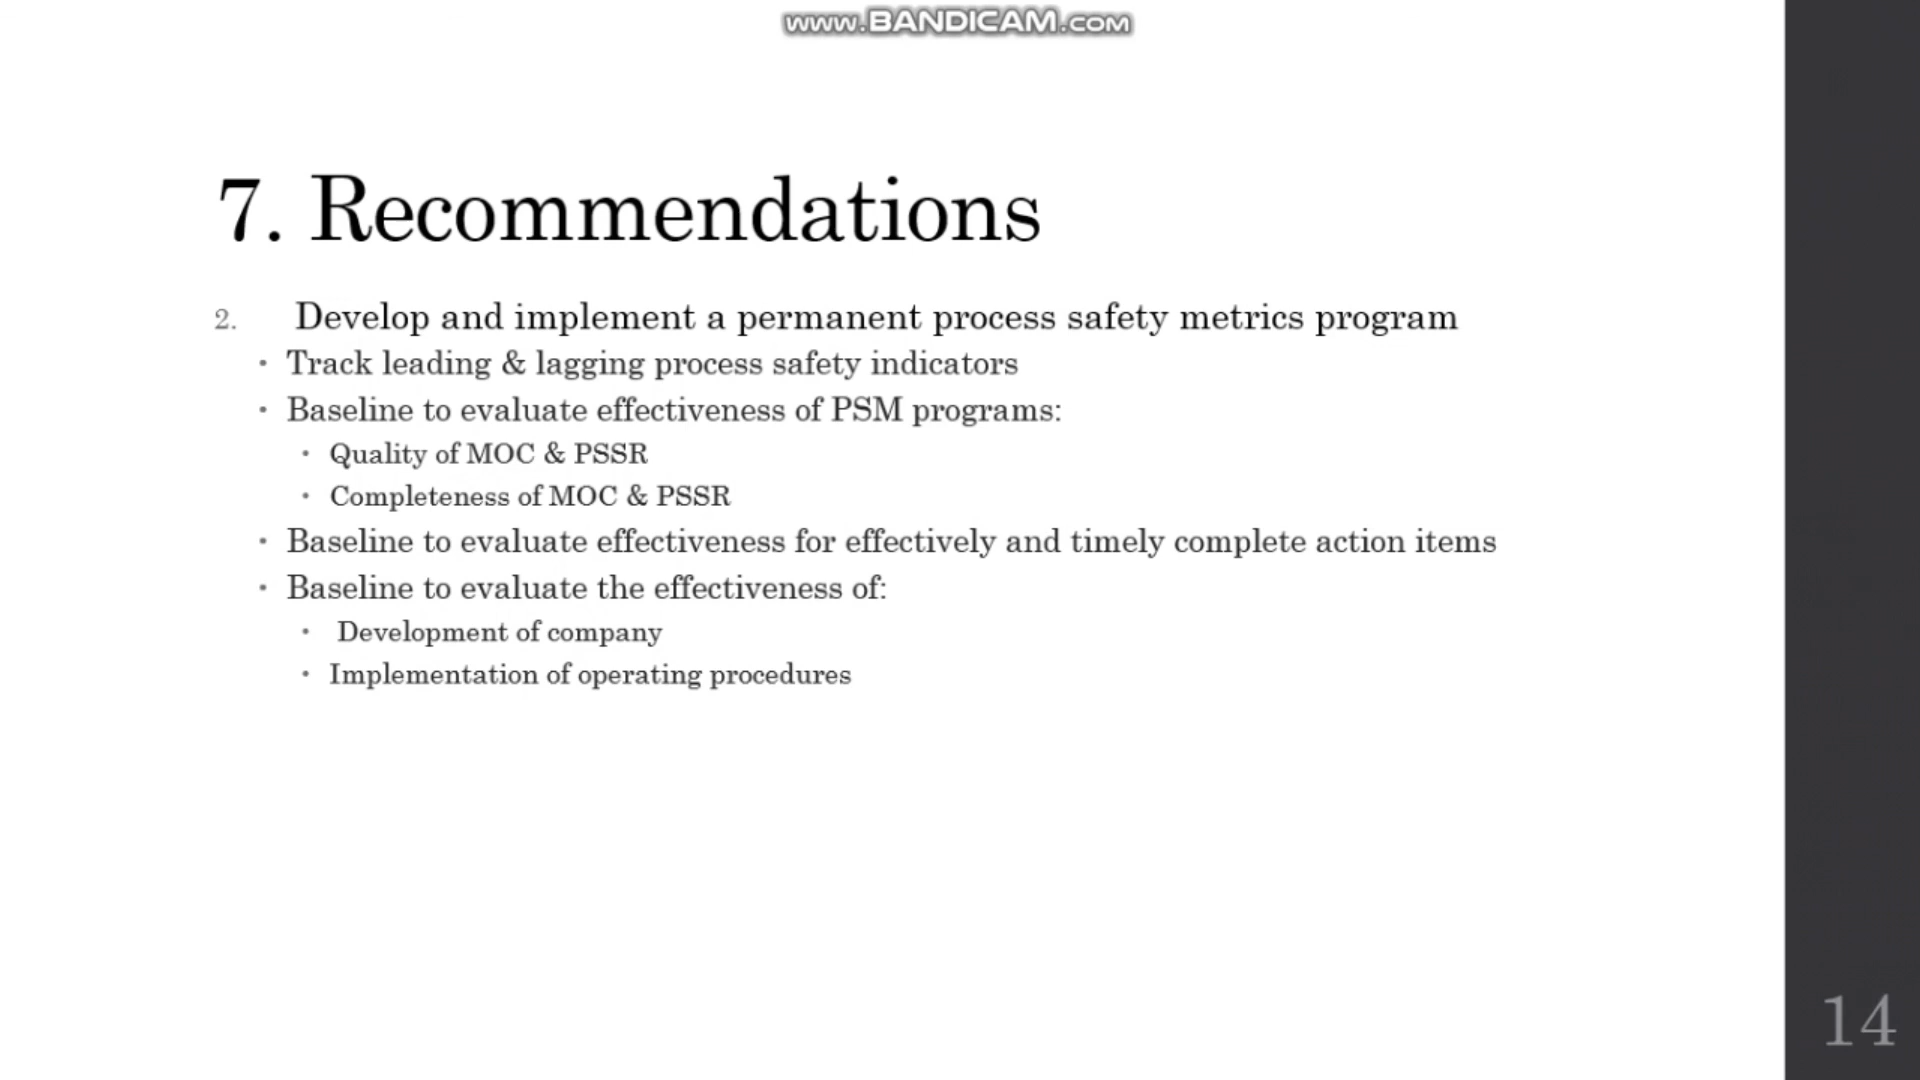 www.BANDICAM.com
7. Recommendations
2. Develop and implement a permanent process safety metrics program
• Track leading & lagging process safety indicators
• Baseline to evaluate effectiveness of PSM programs:
• Quality of MOC & PSSR
• Completeness of MOC & PSSR
• Baseline to evaluate effectiveness for effectively and timely complete action items
• Baseline to evaluate the effectiveness of:
• Development of company
• Implementation of operating procedures
14